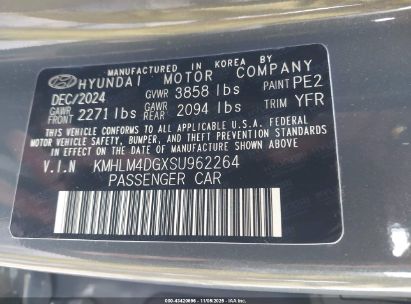 MANUFACTURED IN KOREA BY
HYUNDAI MOTOR COMPANY
DEC/2024 GVWR 3858 lbs PAINT PE2
GAWR FRONT 2271 lbs GAWR REAR 2094 lbs TRIM YFR
THIS VEHICLE CONFORMS TO ALL APPLICABLE U.S.A. FEDERAL
MOTOR VEHICLE SAFETY, BUMPER, AND THEFT PREVENTION STANDARDS
IN EFFECT ON THE DATE OF MANUFACTURE SHOWN ABOVE.
V.I.N KMHLM4DGXSU962264
PASSENGER CAR